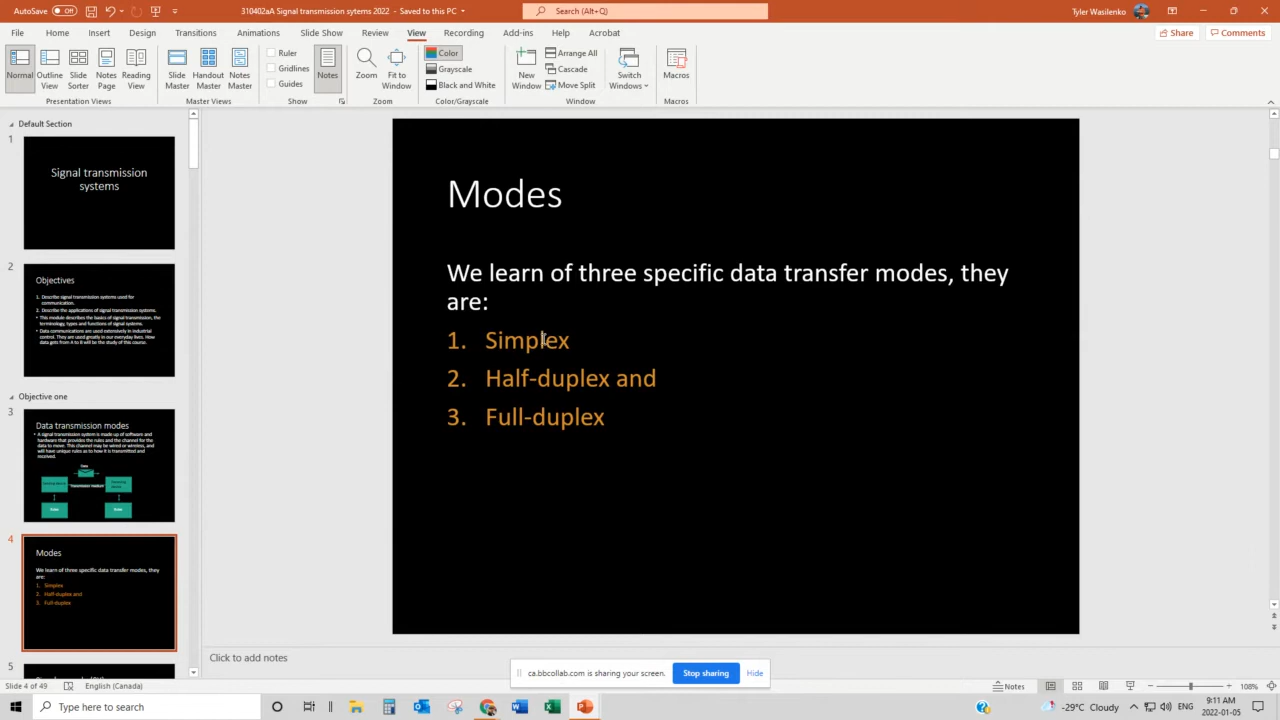 AutoSave Off
310402aA Signal transmission sytems 2022 - Saved to this PC
Search (Alt+Q)
Tyler Wasilenko
File Home Insert Design Transitions Animations Slide Show Review View Recording Add-ins Help Acrobat
Share Comments
Normal
Outline View
Slide Sorter
Notes Page
Reading View
Presentation Views
Slide Master
Handout Master
Notes Master
Master Views
Ruler
Gridlines
Guides
Show
Notes
Zoom
Fit to Window
Zoom
Color
Grayscale
Black and White
Color/Grayscale
New Window
Arrange All
Cascade
Move Split
Switch Windows
Window
Macros
Macros
Default Section
1
Signal transmission
systems
2
Objectives
1. Describe signal transmission systems used for
communication.
2. Describe the applications of signal transmission systems.
• This module describes the basics of signal transmission, the
terminology, types and functions of signal systems.
• Data communications are used extensively in industrial
control. They are used greatly in our everyday lives. How
data gets from A to B will be the study of this course.
Objective one
3
Data transmission modes
• A signal transmission system is made up of software and
hardware that provides the rules and the channel for the
data to move. This channel may be wired or wireless, and
will have unique rules as to how it is transmitted and
received.
Data
Transmission medium
Rules
Rules
4
Modes
We learn of three specific data transfer modes, they
are:
1. Simplex
2. Half-duplex and
3. Full-duplex
5
Modes
We learn of three specific data transfer modes, they
are:
1. Simplex
2. Half-duplex and
3. Full-duplex
Click to add notes
ca.bbcollab.com is sharing your screen.
Stop sharing
Hide
Slide 4 of 49
English (Canada)
Notes
108%
Type here to search
-29°C Cloudy
9:11 AM
2022-01-05